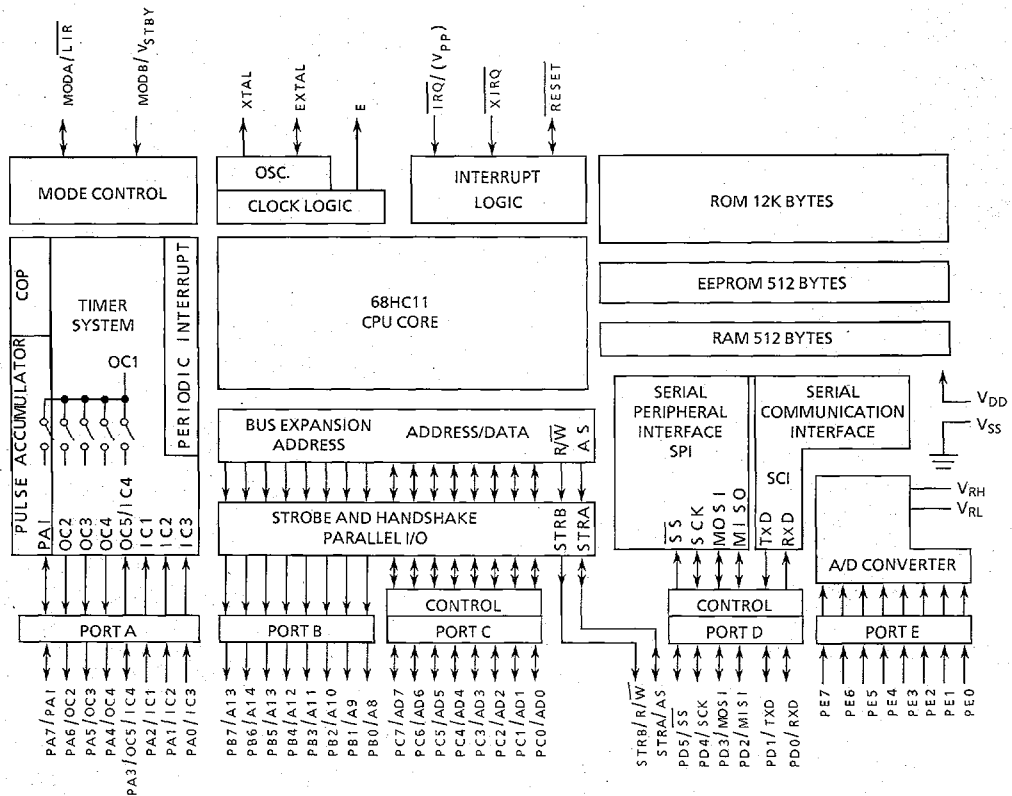 MODA/L̅I̅R̅
MODB/VSTBY
XTAL
EXTAL
E
I̅R̅Q̅/(VPP)
X̅I̅R̅Q̅
R̅E̅S̅E̅T̅
MODE CONTROL
OSC.
CLOCK LOGIC
INTERRUPT
LOGIC
ROM 12K BYTES
COP
PULSE ACCUMULATOR
TIMER
SYSTEM
OC1
PERIODIC INTERRUPT
68HC11
CPU CORE
EEPROM 512 BYTES
RAM 512 BYTES
PAI
OC2
OC3
OC4
OC5/IC4
IC1
IC2
IC3
BUS EXPANSION
ADDRESS
ADDRESS/DATA
R/W̅
AS
STROBE AND HANDSHAKE
PARALLEL I/O
STRB
STRA
SERIAL
PERIPHERAL
INTERFACE
SPI
S̅S̅
SCK
MOSI
MISO
SERIAL
COMMUNICATION
INTERFACE
SCI
TXD
RXD
VDD
VSS
VRH
VRL
A/D CONVERTER
CONTROL
CONTROL
PORT A
PORT B
PORT C
PORT D
PORT E
PA7/PAI
PA6/OC2
PA5/OC3
PA4/OC4
PA3/OC5/IC4
PA2/IC1
PA1/IC2
PA0/IC3
PB7/A13
PB6/A14
PB5/A13
PB4/A12
PB3/A11
PB2/A10
PB1/A9
PB0/A8
PC7/AD7
PC6/AD6
PC5/AD5
PC4/AD4
PC3/AD3
PC2/AD2
PC1/AD1
PC0/AD0
STRB/R/W̅
STRA/AS
PD5/S̅S̅
PD4/SCK
PD3/MOSI
PD2/MISI
PD1/TXD
PD0/RXD
PE7
PE6
PE5
PE4
PE3
PE2
PE1
PE0